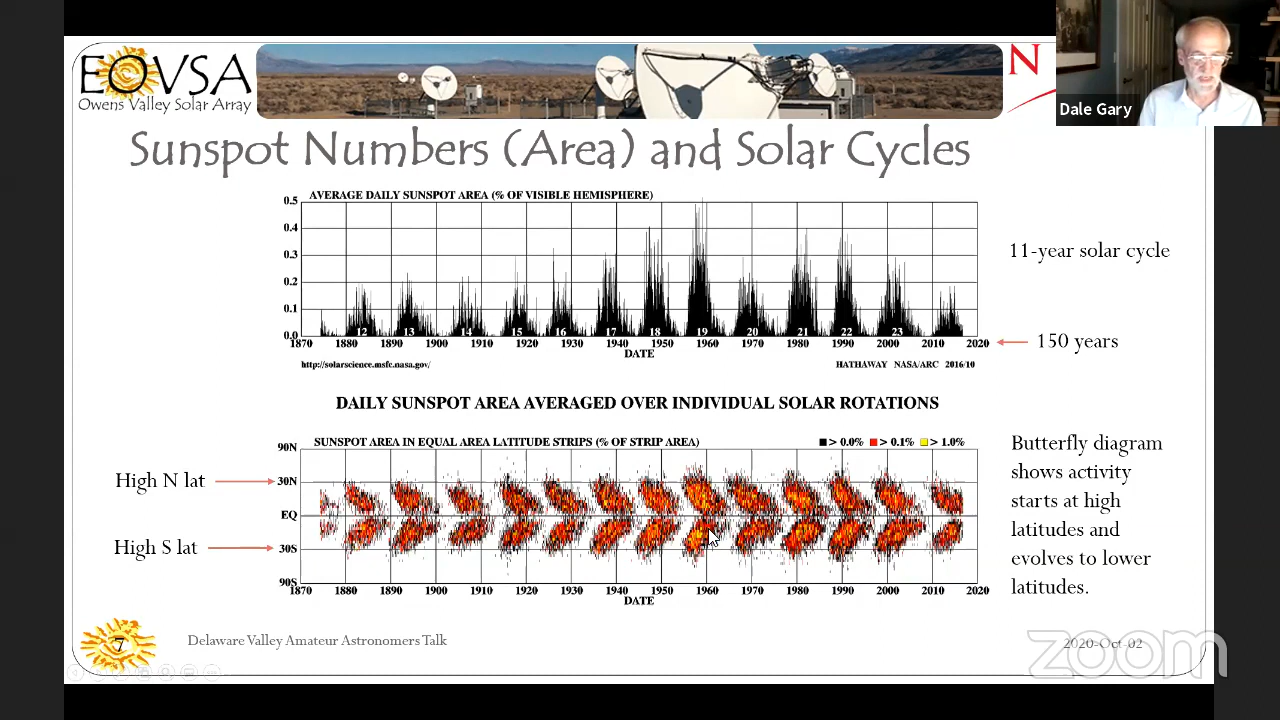 EOVSA
Owens Valley Solar Array
N
Dale Gary
Sunspot Numbers (Area) and Solar Cycles
AVERAGE DAILY SUNSPOT AREA (% OF VISIBLE HEMISPHERE)
0.5
0.4
0.3
0.2
0.1
0.0
12 13 14 15 16 17 18 19 20 21 22 23
1870 1880 1890 1900 1910 1920 1930 1940 1950 1960 1970 1980 1990 2000 2010 2020
DATE
http://solarscience.msfc.nasa.gov/
HATHAWAY NASA/ARC 2016/10
11-year solar cycle
150 years
DAILY SUNSPOT AREA AVERAGED OVER INDIVIDUAL SOLAR ROTATIONS
SUNSPOT AREA IN EQUAL AREA LATITUDE STRIPS (% OF STRIP AREA)
> 0.0% > 0.1% > 1.0%
90N
30N
EQ
30S
90S
1870 1880 1890 1900 1910 1920 1930 1940 1950 1960 1970 1980 1990 2000 2010 2020
DATE
High N lat
High S lat
Butterfly diagram
shows activity
starts at high
latitudes and
evolves to lower
latitudes.
7
Delaware Valley Amateur Astronomers Talk
2020-Oct-02
zoom